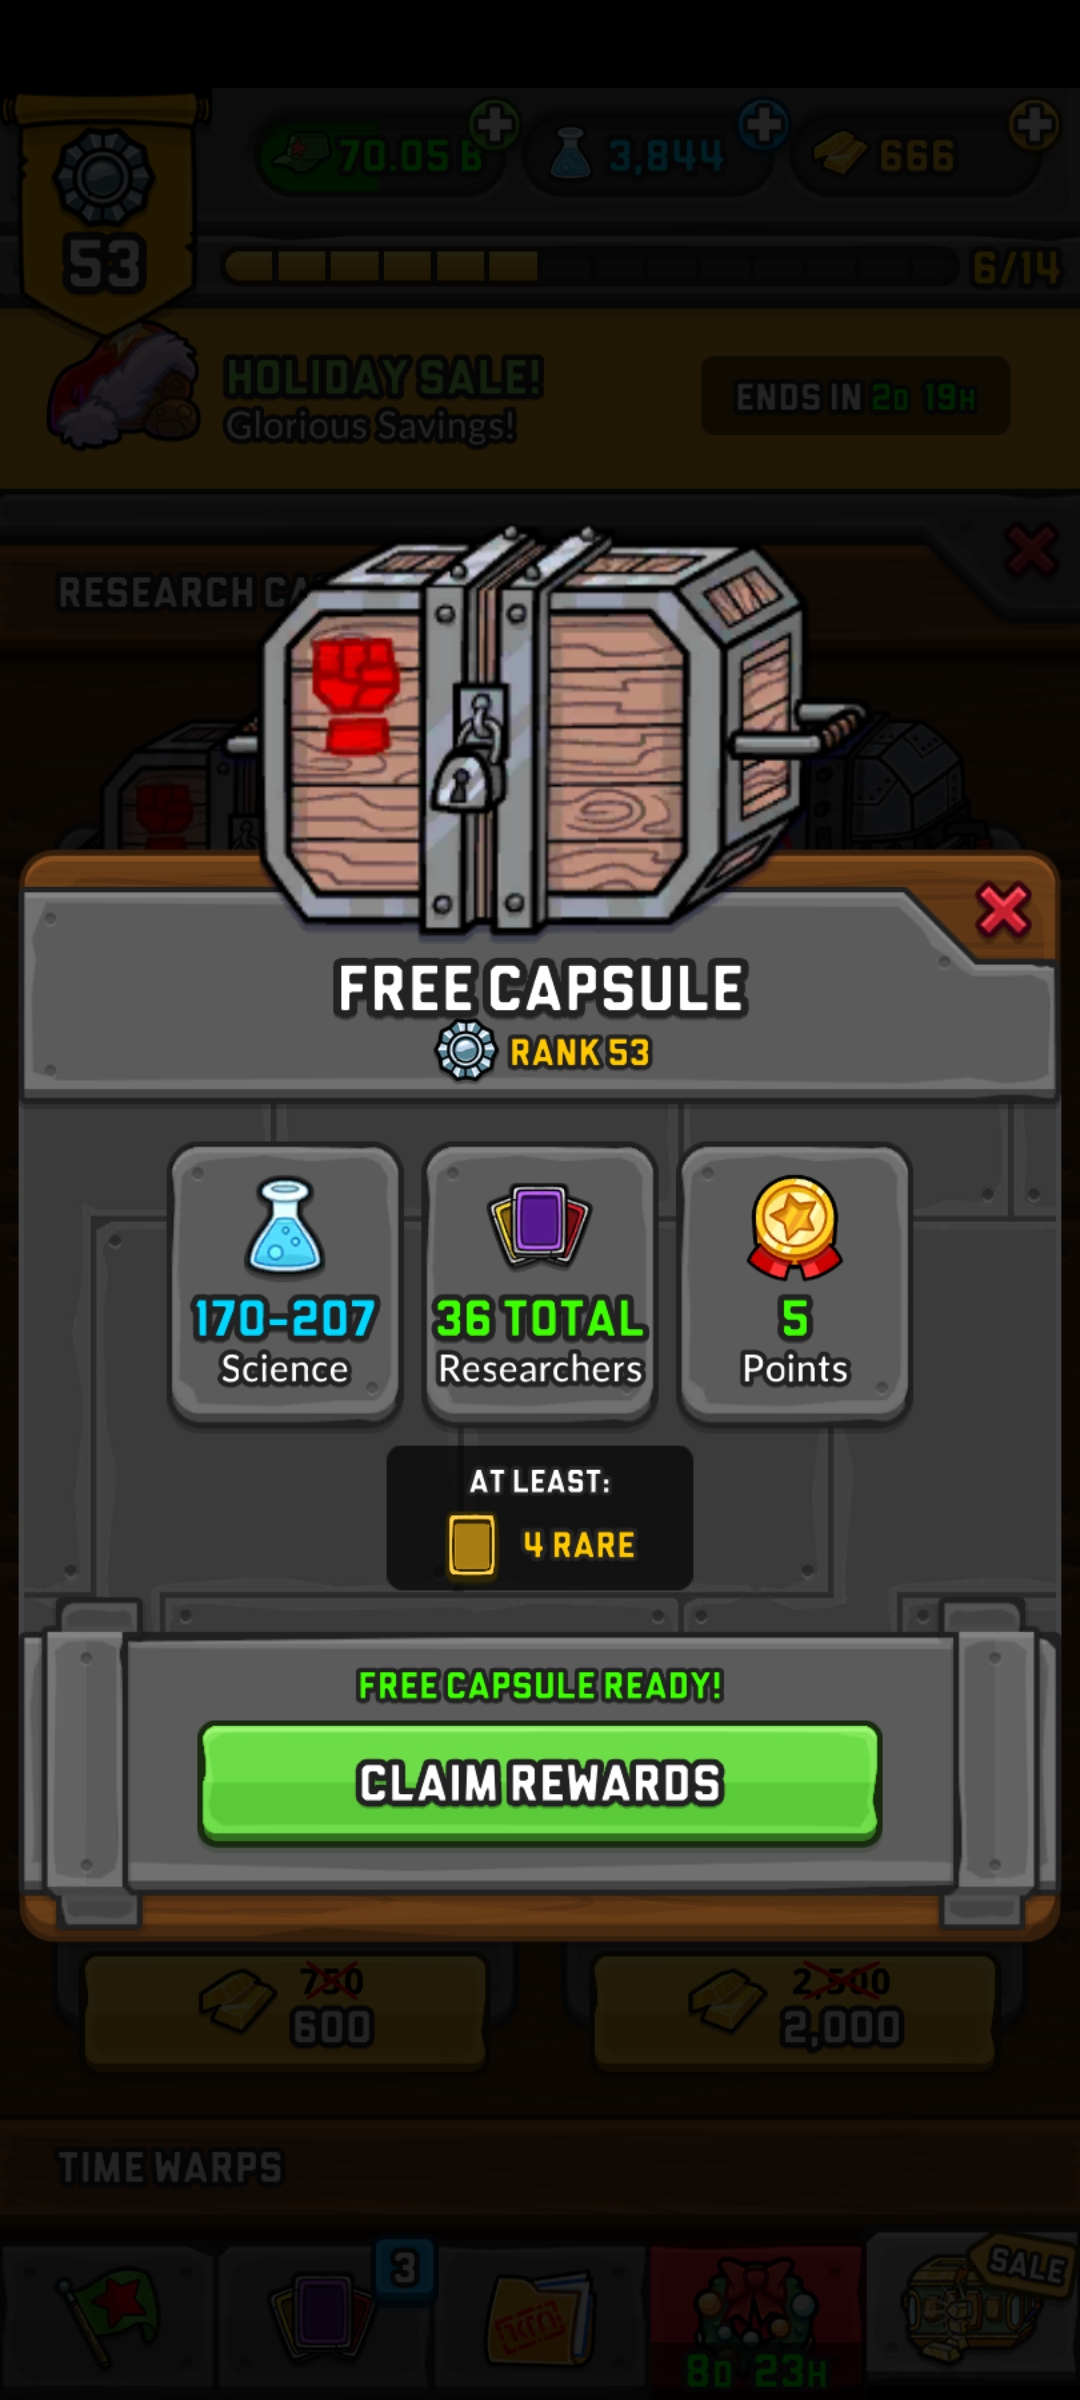 70.05 B
3,844
666
53
6/14
HOLIDAY SALE!
Glorious Savings!
ENDS IN 2D 19H
RESEARCH CA
FREE CAPSULE
RANK 53
170-207
Science
36 TOTAL
Researchers
5
Points
AT LEAST:
4 RARE
FREE CAPSULE READY!
CLAIM REWARDS
750
600
2,500
2,000
TIME WARPS
3
SALE
8D 23H